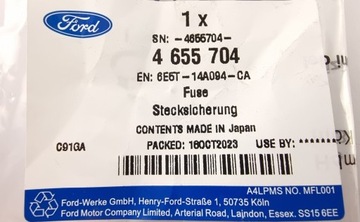 Ford
1 x
SN: -4655704-
4 655 704
EN: 6E5T-14A094-CA
Fuse
Stecksicherung
CONTENTS MADE IN Japan
C91GA
PACKED: 16OCT2023
USE BY:*******
A4LPMS NO. MFL001
Ford-Werke GmbH, Henry-Ford-Straße 1, 50735 Köln
Ford Motor Company Limited, Arterial Road, Laindon, Essex. SS15 6EE